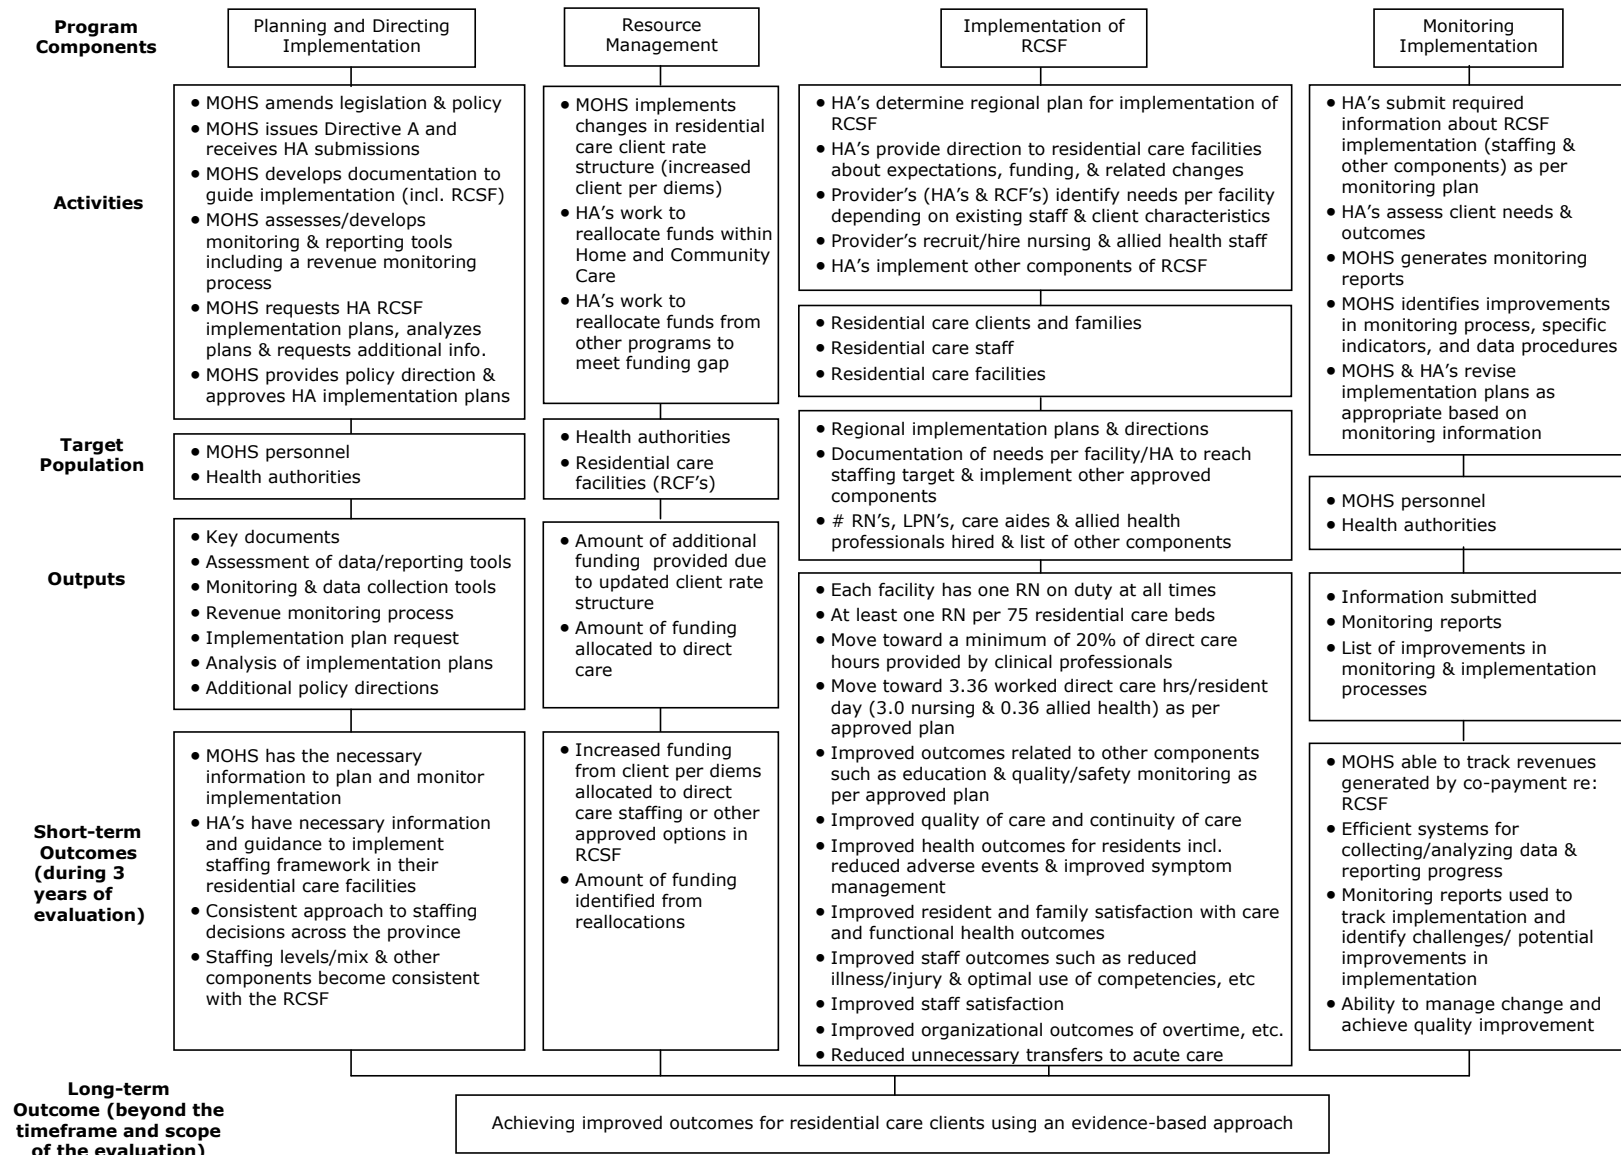 Program
Components
Planning and Directing
Implementation
Resource
Management
Implementation of
RCSF
Monitoring
Implementation
Activities
• MOHS amends legislation & policy
• MOHS issues Directive A and
receives HA submissions
• MOHS develops documentation to
guide implementation (incl. RCSF)
• MOHS assesses/develops
monitoring & reporting tools
including a revenue monitoring
process
• MOHS requests HA RCSF
implementation plans, analyzes
plans & requests additional info.
• MOHS provides policy direction &
approves HA implementation plans
• MOHS implements
changes in residential
care client rate
structure (increased
client per diems)
• HA's work to
reallocate funds within
Home and Community
Care
• HA's work to
reallocate funds from
other programs to
meet funding gap
• HA's determine regional plan for implementation of
RCSF
• HA's provide direction to residential care facilities
about expectations, funding, & related changes
• Provider's (HA's & RCF's) identify needs per facility
depending on existing staff & client characteristics
• Provider's recruit/hire nursing & allied health staff
• HA's implement other components of RCSF
• HA's submit required
information about RCSF
implementation (staffing &
other components) as per
monitoring plan
• HA's assess client needs &
outcomes
• MOHS generates monitoring
reports
• MOHS identifies improvements
in monitoring process, specific
indicators, and data procedures
• MOHS & HA's revise
implementation plans as
appropriate based on
monitoring information
Target
Population
• MOHS personnel
• Health authorities
• Health authorities
• Residential care
facilities (RCF's)
• Residential care clients and families
• Residential care staff
• Residential care facilities
• MOHS personnel
• Health authorities
Outputs
• Key documents
• Assessment of data/reporting tools
• Monitoring & data collection tools
• Revenue monitoring process
• Implementation plan request
• Analysis of implementation plans
• Additional policy directions
• Amount of additional
funding provided due
to updated client rate
structure
• Amount of funding
allocated to direct
care
• Regional implementation plans & directions
• Documentation of needs per facility/HA to reach
staffing target & implement other approved
components
• # RN's, LPN's, care aides & allied health
professionals hired & list of other components
• Information submitted
• Monitoring reports
• List of improvements in
monitoring & implementation
processes
Short-term
Outcomes
(during 3
years of
evaluation)
• MOHS has the necessary
information to plan and monitor
implementation
• HA's have necessary information
and guidance to implement
staffing framework in their
residential care facilities
• Consistent approach to staffing
decisions across the province
• Staffing levels/mix & other
components become consistent
with the RCSF
• Increased funding
from client per diems
allocated to direct
care staffing or other
approved options in
RCSF
• Amount of funding
identified from
reallocations
• Each facility has one RN on duty at all times
• At least one RN per 75 residential care beds
• Move toward a minimum of 20% of direct care
hours provided by clinical professionals
• Move toward 3.36 worked direct care hrs/resident
day (3.0 nursing & 0.36 allied health) as per
approved plan
• Improved outcomes related to other components
such as education & quality/safety monitoring as
per approved plan
• Improved quality of care and continuity of care
• Improved health outcomes for residents incl.
reduced adverse events & improved symptom
management
• Improved resident and family satisfaction with care
and functional health outcomes
• Improved staff outcomes such as reduced
illness/injury & optimal use of competencies, etc
• Improved staff satisfaction
• Improved organizational outcomes of overtime, etc.
• Reduced unnecessary transfers to acute care
• MOHS able to track revenues
generated by co-payment re:
RCSF
• Efficient systems for
collecting/analyzing data &
reporting progress
• Monitoring reports used to
track implementation and
identify challenges/ potential
improvements in
implementation
• Ability to manage change and
achieve quality improvement
Long-term
Outcome (beyond the
timeframe and scope
of the evaluation)
Achieving improved outcomes for residential care clients using an evidence-based approach